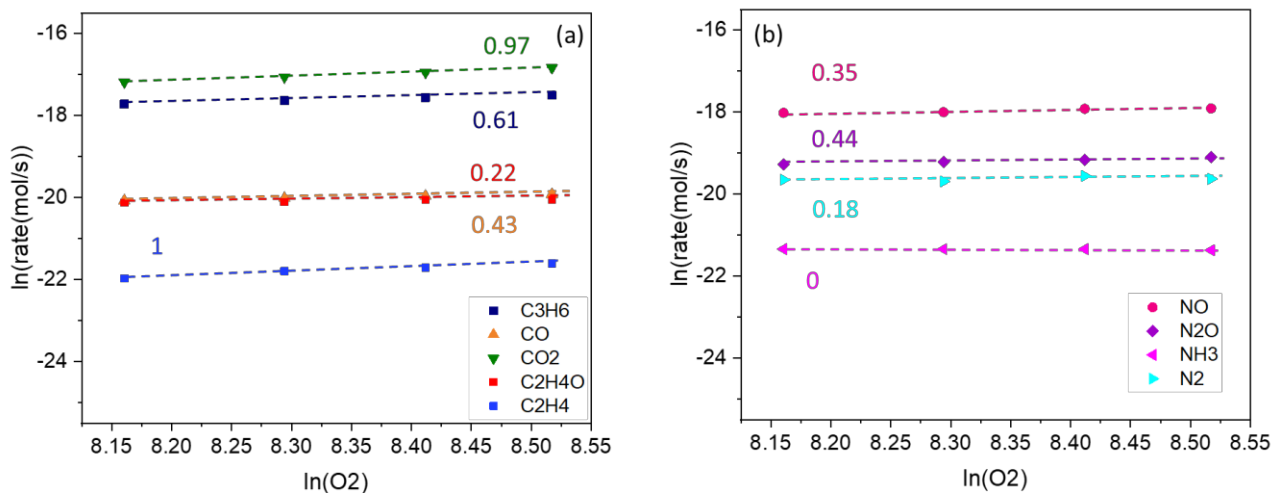 (a)
-16
-18
-20
-22
-24
ln(rate(mol/s))
0.97
0.61
0.22
0.43
1
C3H6
CO
CO2
C2H4O
C2H4
8.15 8.20 8.25 8.30 8.35 8.40 8.45 8.50 8.55
ln(O2)
(b)
-16
-18
-20
-22
-24
ln(rate(mol/s))
0.35
0.44
0.18
0
NO
N2O
NH3
N2
8.15 8.20 8.25 8.30 8.35 8.40 8.45 8.50 8.55
ln(O2)